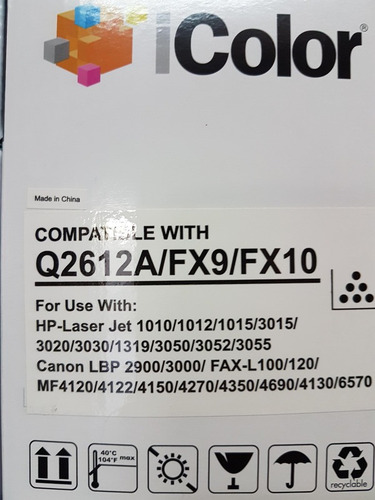 iColor®
Made in China
COMPATIBLE WITH
Q2612A/FX9/FX10
For Use With:
HP-Laser Jet 1010/1012/1015/3015/
3020/3030/1319/3050/3052/3055
Canon LBP 2900/3000/ FAX-L100/120/
MF4120/4122/4150/4270/4350/4690/4130/6570
40°C
104°F max
recyclable